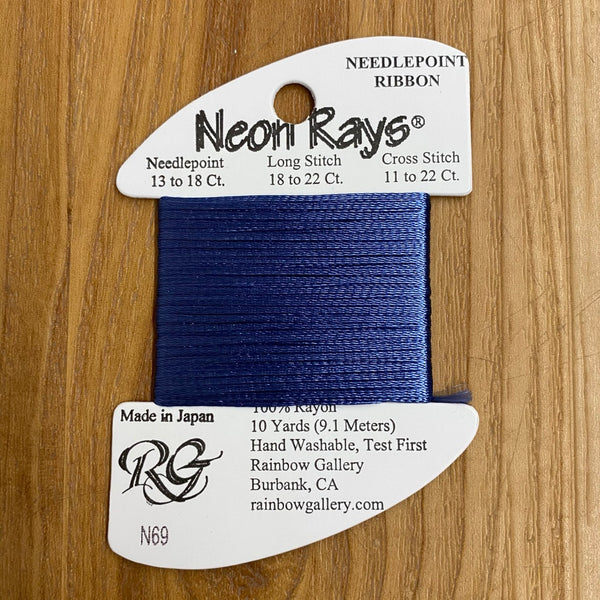 NEEDLEPOINT
RIBBON
Neon Rays®
Needlepoint
13 to 18 Ct.
Long Stitch
18 to 22 Ct.
Cross Stitch
11 to 22 Ct.
Made in Japan
RG
N69
100% Rayon
10 Yards (9.1 Meters)
Hand Washable, Test First
Rainbow Gallery
Burbank, CA
rainbowgallery.com